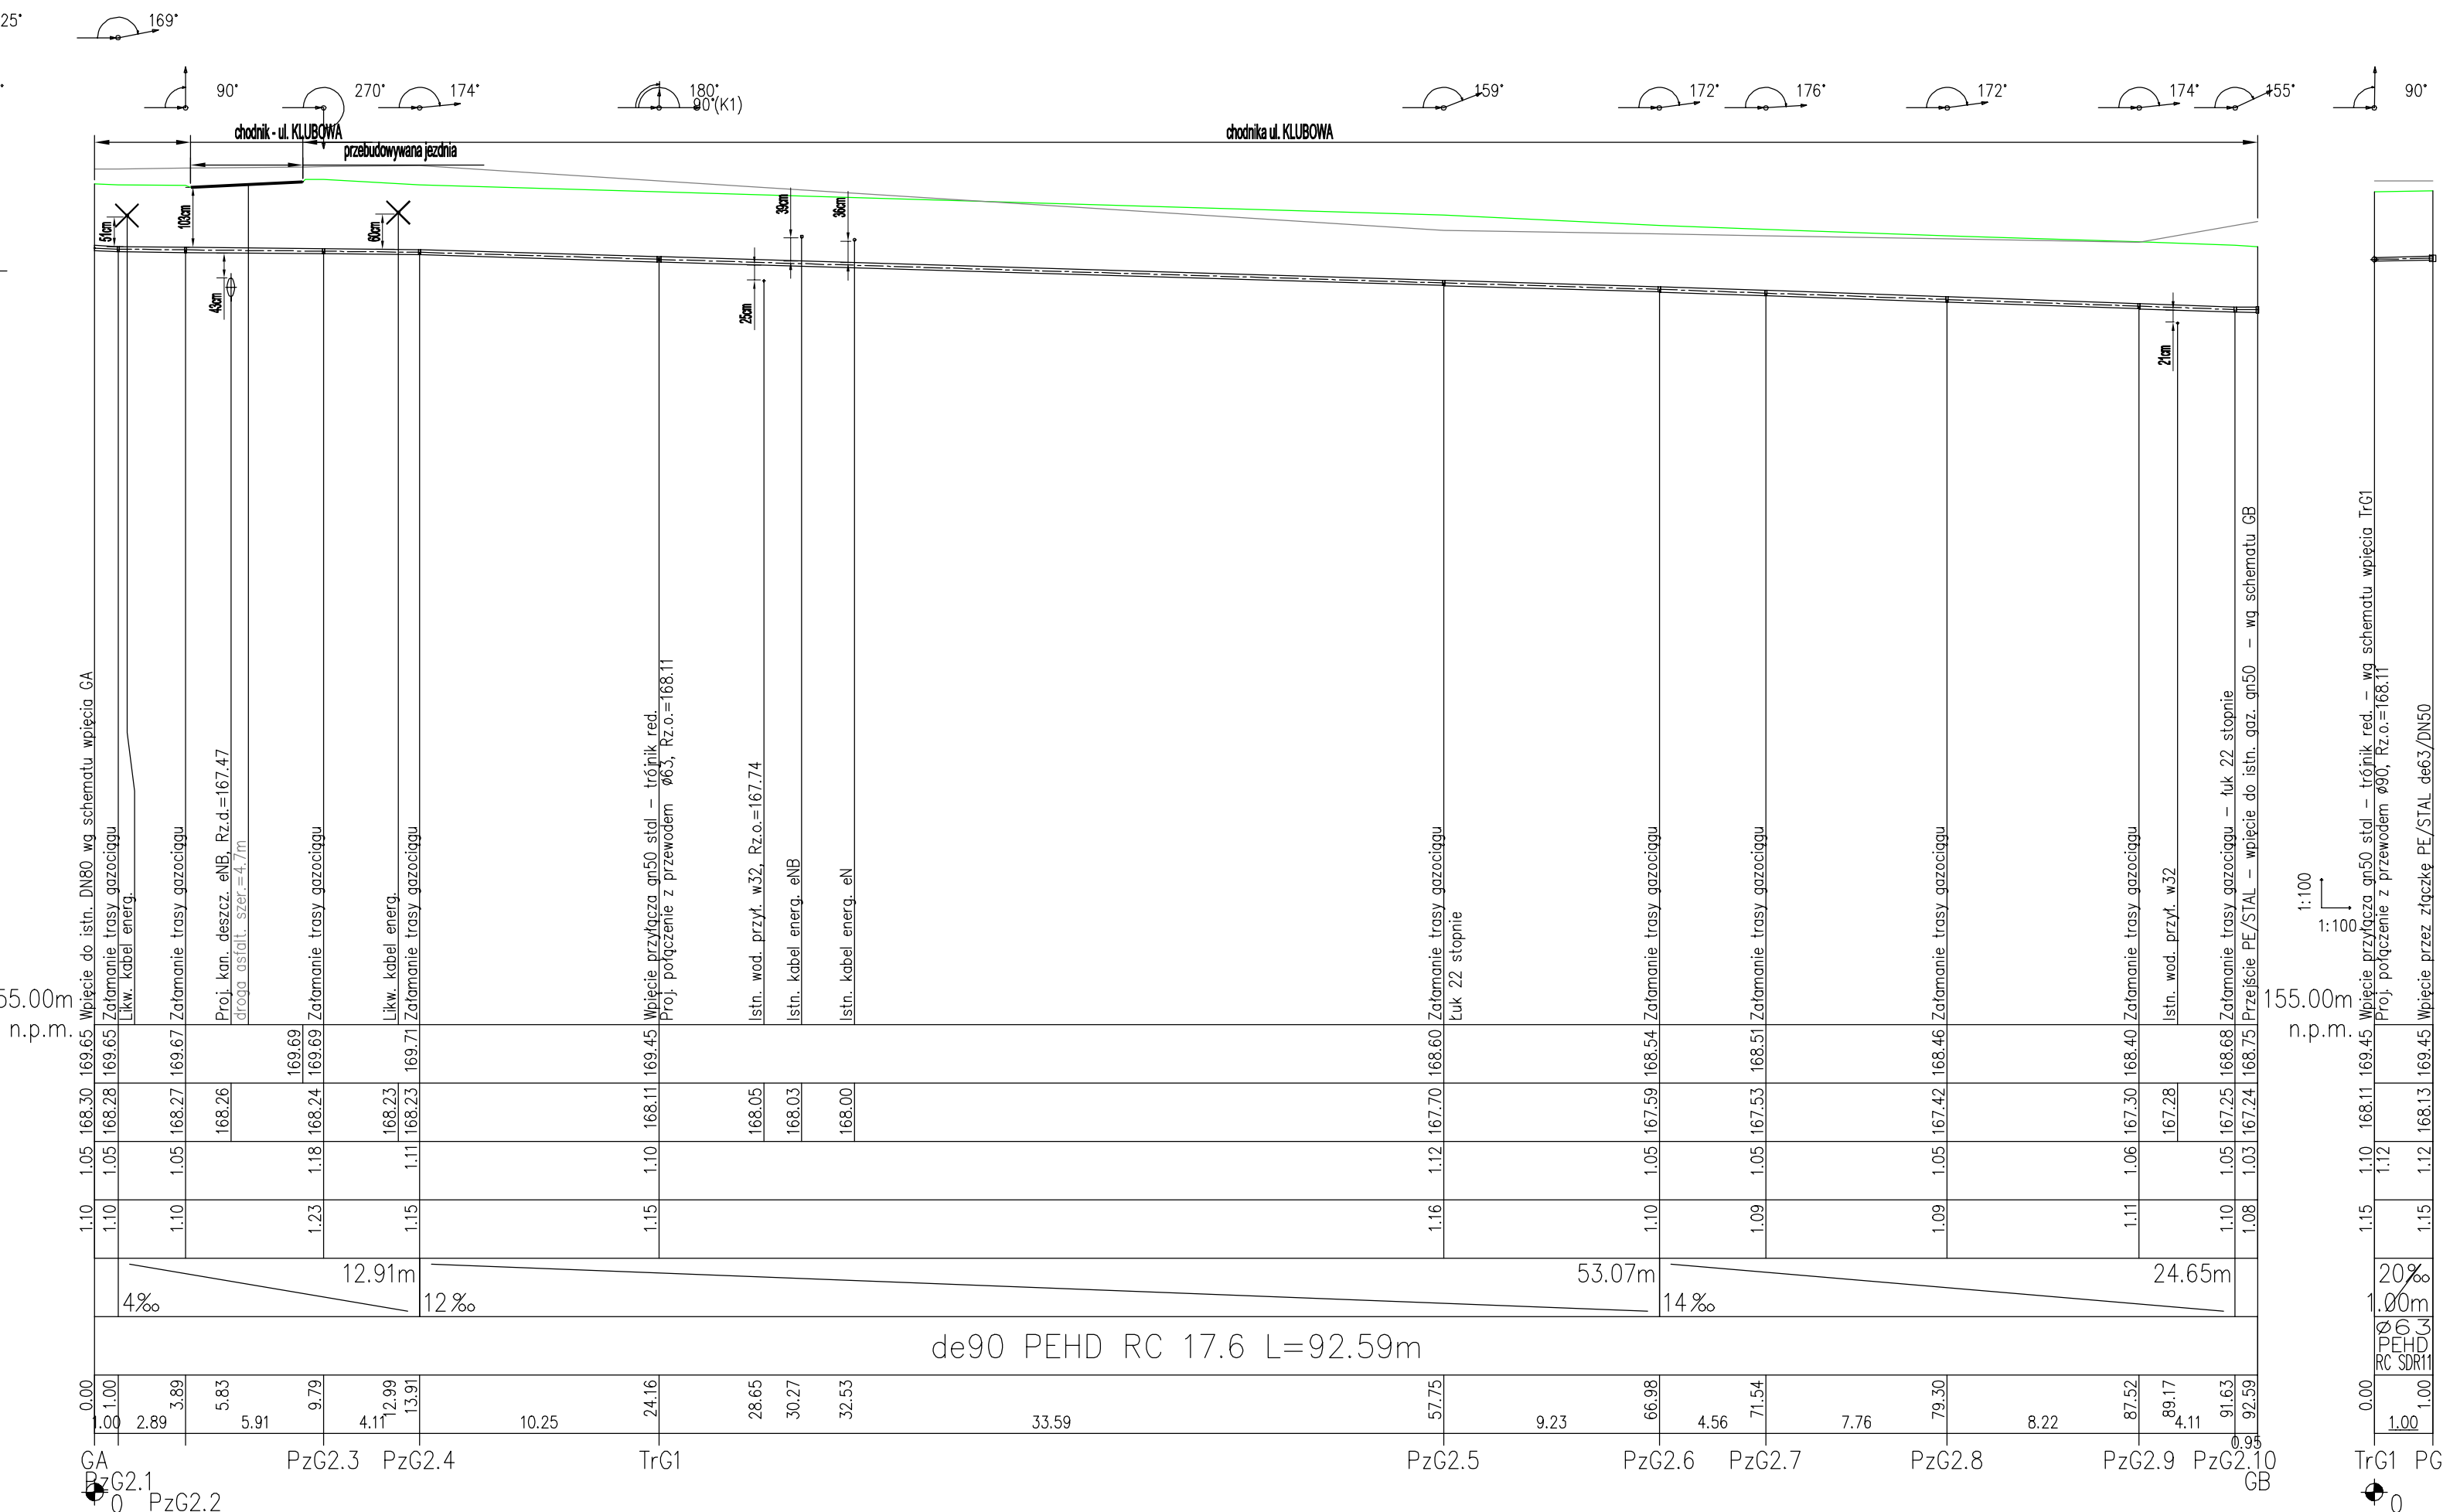 25°
169°
90°
270°
174°
180°
90°(K1)
159°
172°
176°
172°
174°
155°
90°
chodnik - ul. KLUBOWA
przebudowywana jezdnia
chodnika ul. KLUBOWA
51cm
103cm
43cm
60cm
25cm
39cm
36cm
21cm
Wpięcie do istn. DN80 wg schematu wpięcia GA
Załamanie trasy gazociągu
Likw. kabel energ.
Załamanie trasy gazociągu
Proj. kan. deszcz. eNB, Rz.d.=167.47
droga asfalt. szer.=4.7m
Załamanie trasy gazociągu
Likw. kabel energ.
Załamanie trasy gazociągu
Wpięcie przyłącza gn50 stal – trójnik red.
Proj. połączenie z przewodem ø63, Rz.o.=168.11
Istn. wod. przył. w32, Rz.o.=167.74
Istn. kabel energ. eNB
Istn. kabel energ. eN
Załamanie trasy gazociągu
Łuk 22 stopnie
Załamanie trasy gazociągu
Załamanie trasy gazociągu
Załamanie trasy gazociągu
Załamanie trasy gazociągu
Istn. wod. przył. w32
Załamanie trasy gazociągu – łuk 22 stopnie
Przejście PE/STAL – wpięcie do istn. gaz. gn50 – wg schematu GB
1:100
1:100
Wpięcie przyłącza gn50 stal – trójnik red. – wg schematu wpięcia TrG1
Proj. połączenie z przewodem ø90, Rz.o.=168.11
Wpięcie przez złączkę PE/STAL de63/DN50
55.00m
n.p.m.
155.00m
n.p.m.
169.65 169.65 169.67 169.69 169.69 169.71 169.45 168.60 168.54 168.51 168.46 168.40 168.68 168.75 169.45 169.45
168.30 168.28 168.27 168.26 168.24 168.23 168.23 168.11 168.05 168.03 168.00 167.70 167.59 167.53 167.42 167.30 167.28 167.25 167.24 168.11 168.13
1.05 1.05 1.05 1.18 1.11 1.10 1.12 1.05 1.05 1.05 1.06 1.05 1.03 1.10 1.12 1.12
1.10 1.10 1.10 1.23 1.15 1.15 1.16 1.10 1.09 1.09 1.11 1.10 1.08 1.15 1.15
12.91m 53.07m 24.65m 20‰
4‰ 12‰ 14‰ 1.00m
de90 PEHD RC 17.6 L=92.59m
ø63
PEHD
RC SDR11
0.00 1.00 3.89 5.83 9.79 12.99 13.91 24.16 28.65 30.27 32.53 57.75 66.98 71.54 79.30 87.52 89.17 91.63 92.59 0.00 1.00
1.00 2.89 5.91 4.11 10.25 33.59 9.23 4.56 7.76 8.22 4.11 1.00
0.95
GA PzG2.3 PzG2.4 TrG1 PzG2.5 PzG2.6 PzG2.7 PzG2.8 PzG2.9 PzG2.10 TrG1 PG
PzG2.1 GB
0 PzG2.2 0